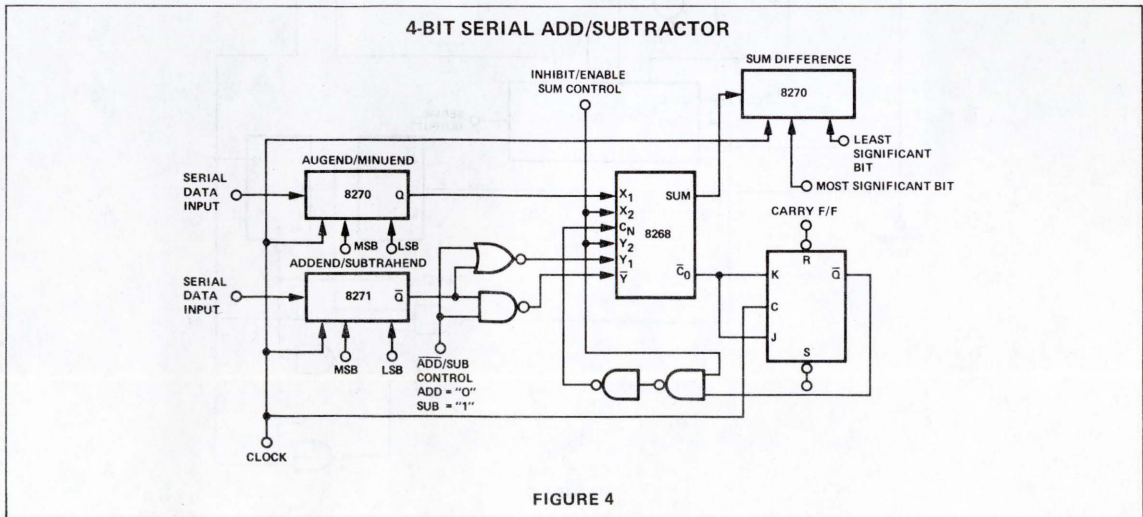 4-BIT SERIAL ADD/SUBTRACTOR
SUM DIFFERENCE
INHIBIT/ENABLE
SUM CONTROL
8270
LEAST
SIGNIFICANT
BIT
MOST SIGNIFICANT BIT
AUGEND/MINUEND
SERIAL
DATA
INPUT
8270 Q
MSB LSB
X1 SUM
X2
CN
Y2 8268
Y1 C̅0
Y̅
CARRY F/F
R
K Q̅
C
J
S
ADDEND/SUBTRAHEND
SERIAL
DATA
INPUT
8271 Q̅
MSB LSB
A̅D̅D̅/SUB
CONTROL
ADD = "0"
SUB = "1"
CLOCK
FIGURE 4